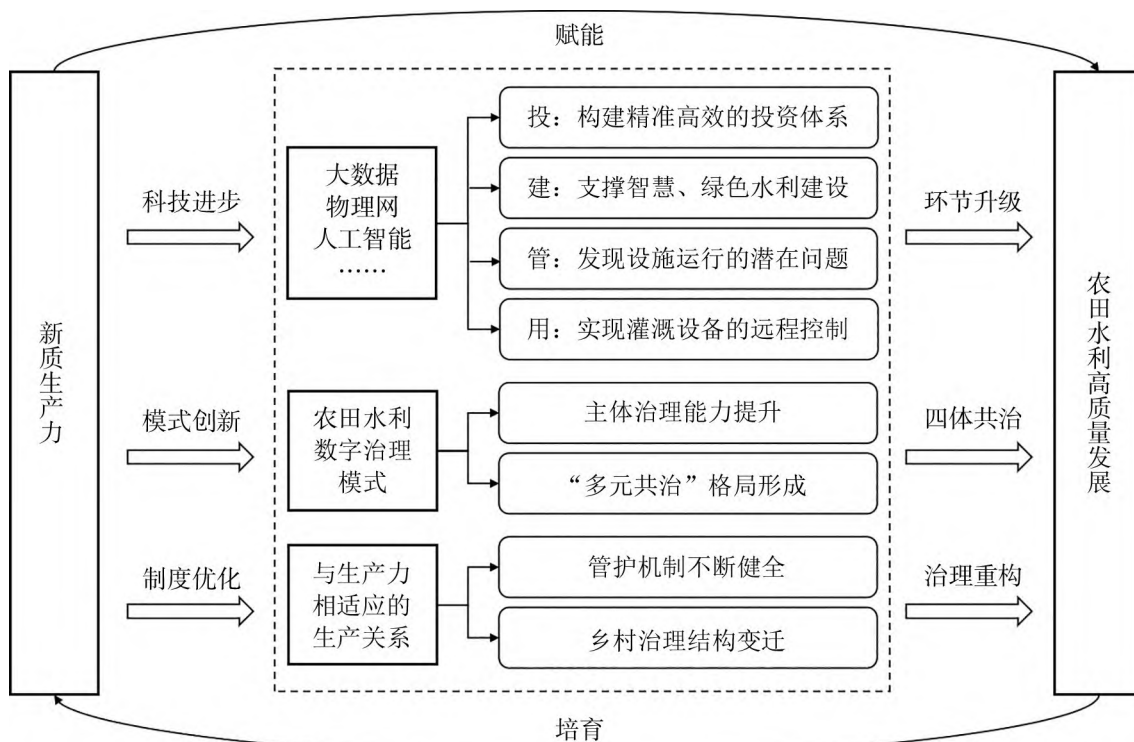 赋能
新质生产力
科技进步
大数据
物理网
人工智能
……
投：构建精准高效的投资体系
建：支撑智慧、绿色水利建设
管：发现设施运行的潜在问题
用：实现灌溉设备的远程控制
环节升级
模式创新
农田水利
数字治理
模式
主体治理能力提升
“多元共治”格局形成
四体共治
制度优化
与生产力
相适应的
生产关系
管护机制不断健全
乡村治理结构变迁
治理重构
农田水利高质量发展
培育